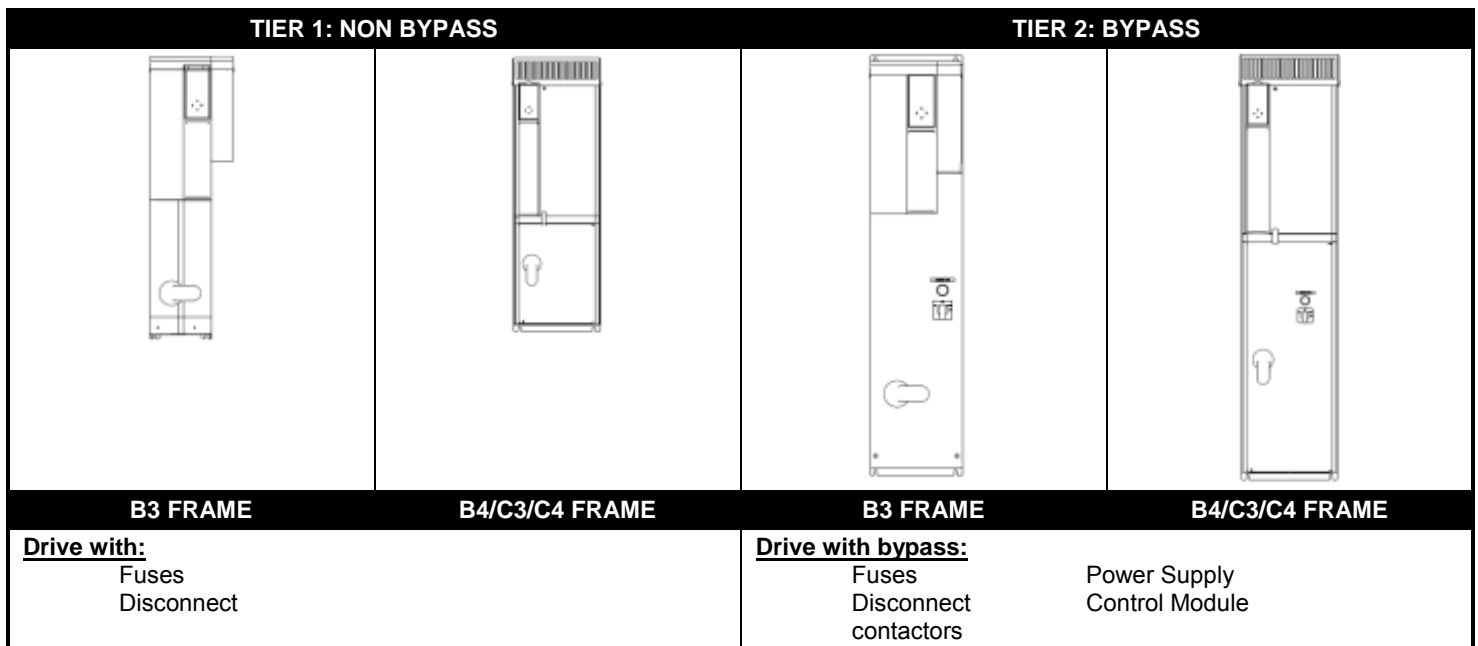 TIER 1: NON BYPASS
TIER 2: BYPASS
B3 FRAME
B4/C3/C4 FRAME
B3 FRAME
B4/C3/C4 FRAME
Drive with:
Fuses
Disconnect
Drive with bypass:
Fuses
Disconnect
contactors
Power Supply
Control Module